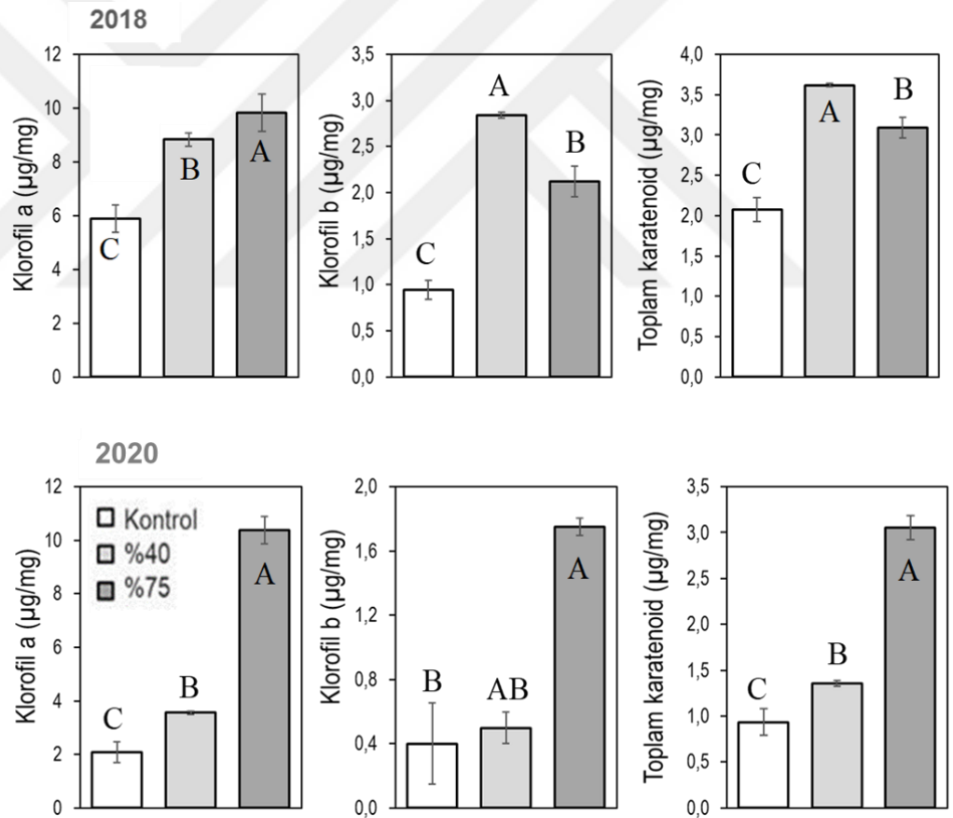 2018
Klorofil a (µg/mg)
12
10
8
6
4
2
0
C
B
A
Klorofil b (µg/mg)
3,5
3,0
2,5
2,0
1,5
1,0
0,5
0,0
C
A
B
Toplam karatenoid (µg/mg)
4,0
3,5
3,0
2,5
2,0
1,5
1,0
0,5
0,0
C
A
B
2020
Klorofil a (µg/mg)
12
10
8
6
4
2
0
Kontrol
%40
%75
C
B
A
Klorofil b (µg/mg)
2,0
1,6
1,2
0,8
0,4
0,0
B
AB
A
Toplam karatenoid (µg/mg)
3,5
3,0
2,5
2,0
1,5
1,0
0,5
0,0
C
B
A